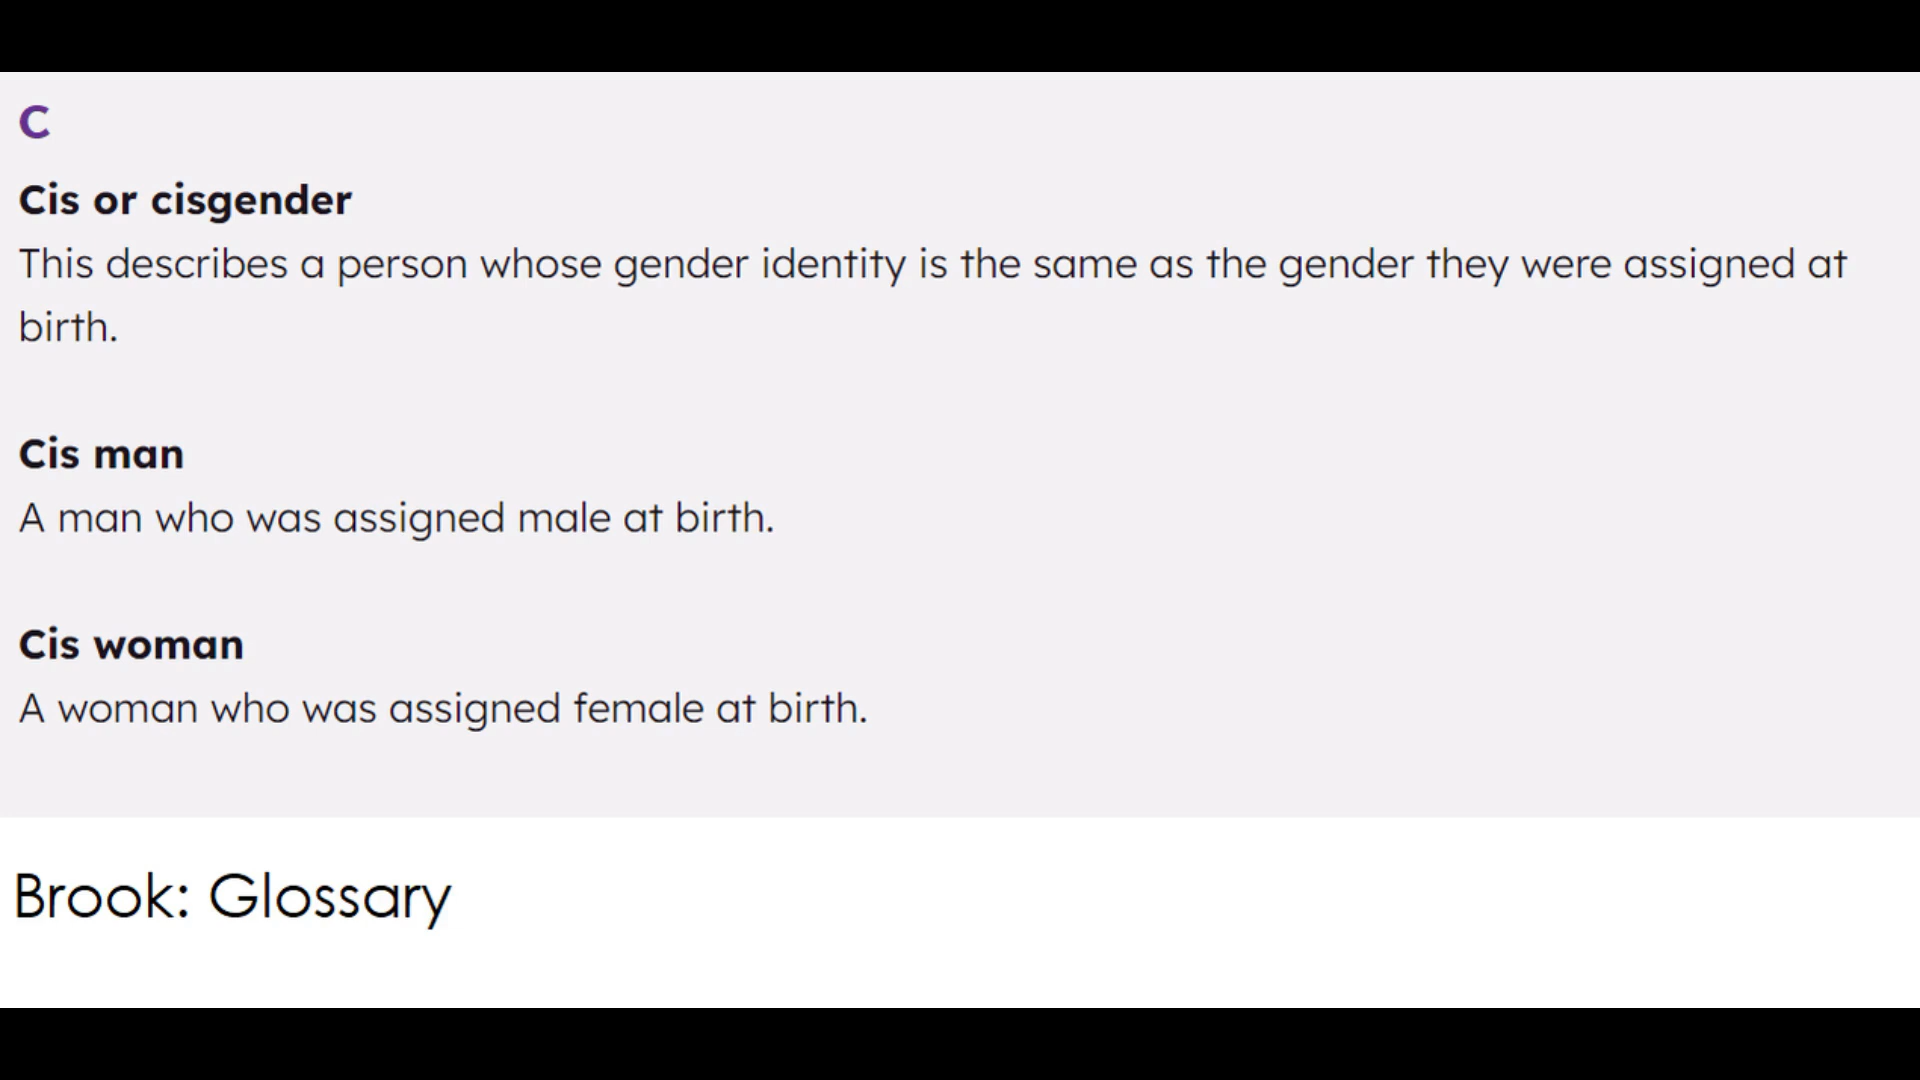 C
Cis or cisgender
This describes a person whose gender identity is the same as the gender they were assigned at
birth.
Cis man
A man who was assigned male at birth.
Cis woman
A woman who was assigned female at birth.
Brook: Glossary